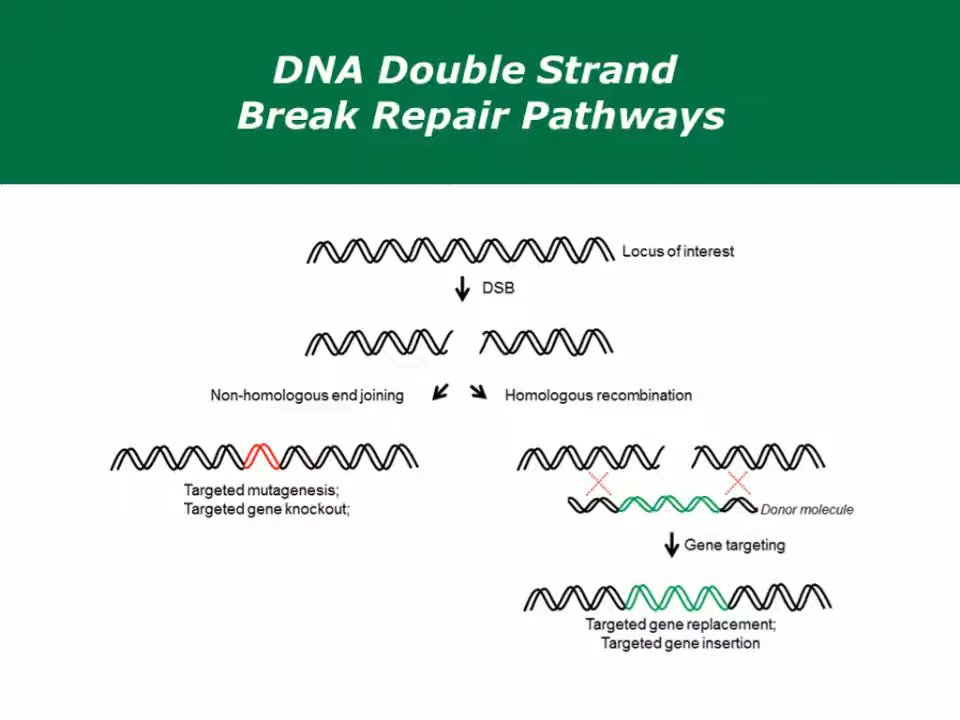 DNA Double Strand
Break Repair Pathways
Locus of interest
DSB
Non-homologous end joining
Homologous recombination
Targeted mutagenesis;
Targeted gene knockout;
Donor molecule
Gene targeting
Targeted gene replacement;
Targeted gene insertion